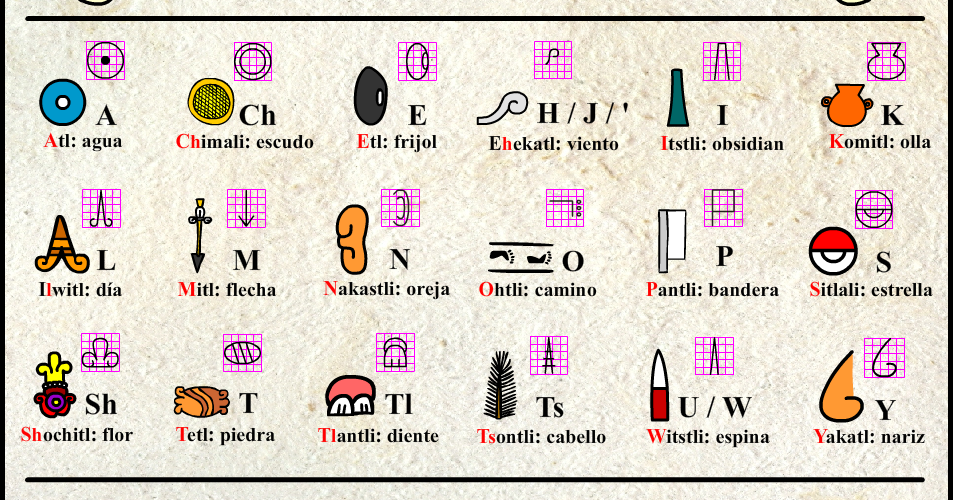 A Ch E H / J / ' I K
Atl: agua Chimali: escudo Etl: frijol Ehekatl: viento Itstli: obsidian Komitl: olla
L M N O P S
Ilwitl: día Mitl: flecha Nakastli: oreja Ohtli: camino Pantli: bandera Sitlali: estrella
Sh T Tl Ts U / W Y
Shochitl: flor Tetl: piedra Tlantli: diente Tsontli: cabello Witstli: espina Yakatl: nariz